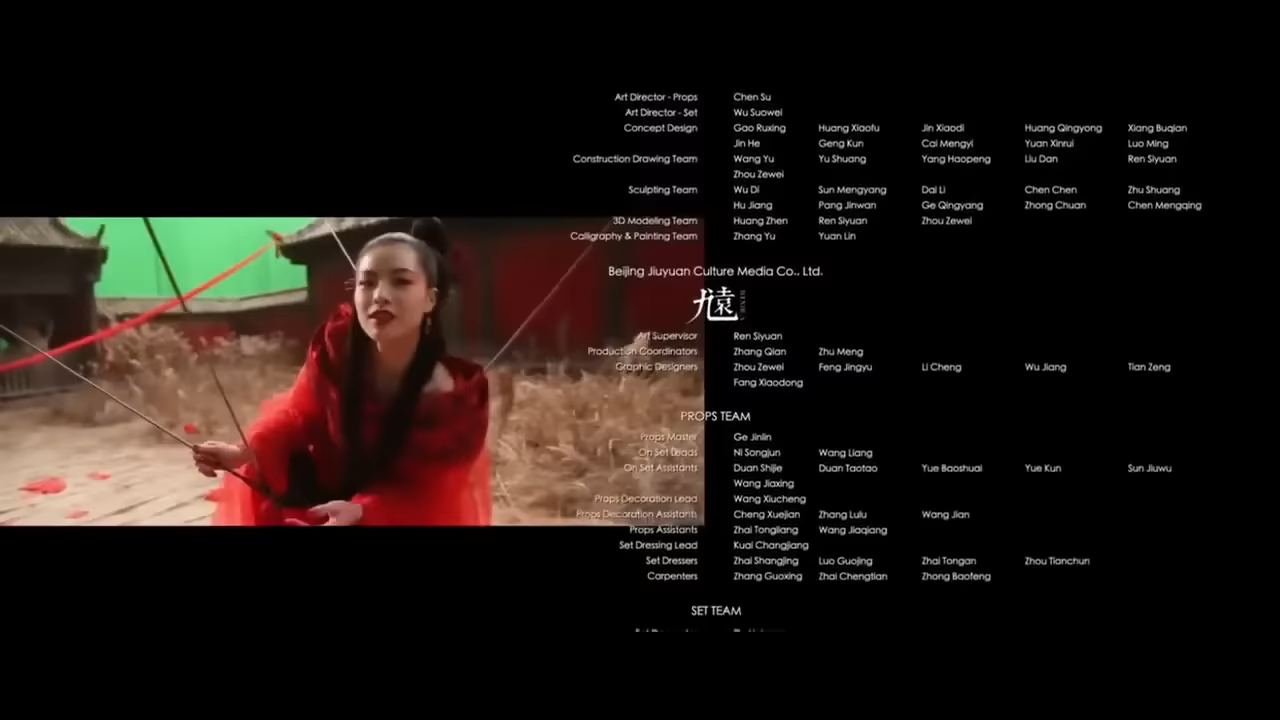 Art Director - Props Chen Su
Art Director - Set Wu Suowei
Concept Design Gao Ruxing Huang Xiaofu Jin Xiaodi Huang Qingyong Xiang Buqian
Jin He Geng Kun Cai Mengyi Yuan Xinrui Luo Ming
Construction Drawing Team Wang Yu Yu Shuang Yang Haopeng Liu Dan Ren Siyuan
Zhou Zewei
Sculpting Team Wu Di Sun Mengyang Dai Li Chen Chen Zhu Shuang
Hu Jiang Pang Jinwan Ge Qingyang Zhong Chuan Chen Mengqing
3D Modeling Team Huang Zhen Ren Siyuan Zhou Zewei
Calligraphy & Painting Team Zhang Yu Yuan Lin
Beijing Jiuyuan Culture Media Co., Ltd.
Art Supervisor Ren Siyuan
Production Coordinators Zhang Qian Zhu Meng
Graphic Designers Zhou Zewei Feng Jingyu Li Cheng Wu Jiang Tian Zeng
Fang Xiaodong
PROPS TEAM
Props Master Ge Jinlin
On Set Leads Ni Songjun Wang Liang
On Set Assistants Duan Shijie Duan Taotao Yue Baoshuai Yue Kun Sun Jiuwu
Wang Jiaxing
Props Decoration Lead Wang Xiucheng
Props Decoration Assistants Cheng Xuejian Zhang Lulu Wang Jian
Props Assistants Zhai Tongliang Wang Jiaqiang
Set Dressing Lead Kuai Changjiang
Set Dressers Zhai Shangjing Luo Guojing Zhai Tongan Zhou Tianchun
Carpenters Zhang Guoxing Zhai Chengtian Zhong Baofeng
SET TEAM